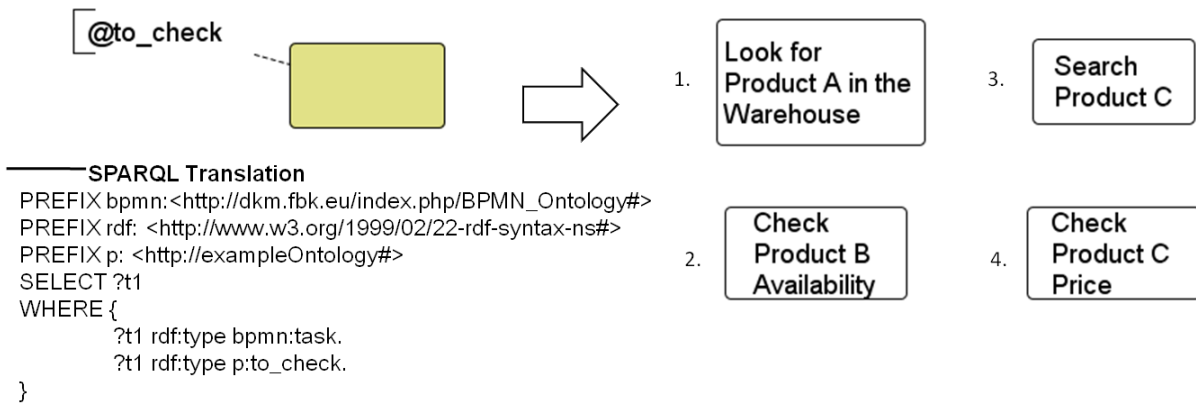 @to_check
SPARQL Translation
PREFIX bpmn:<http://dkm.fbk.eu/index.php/BPMN_Ontology#>
PREFIX rdf: <http://www.w3.org/1999/02/22-rdf-syntax-ns#>
PREFIX p: <http://exampleOntology#>
SELECT ?t1
WHERE {
?t1 rdf:type bpmn:task.
?t1 rdf:type p:to_check.
}
1.
Look for
Product A in the
Warehouse
2.
Check
Product B
Availability
3.
Search
Product C
4.
Check
Product C
Price